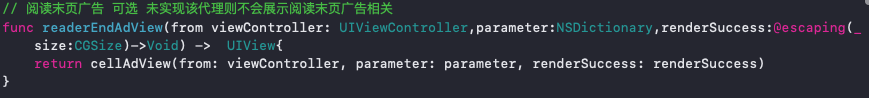 // 阅读末页广告 可选 未实现该代理则不会展示阅读末页广告相关
func readerEndAdView(from viewController: UIViewController,parameter:NSDictionary,renderSuccess:@escaping(_
size:CGSize)->Void) -> UIView{
return cellAdView(from: viewController, parameter: parameter, renderSuccess: renderSuccess)
}